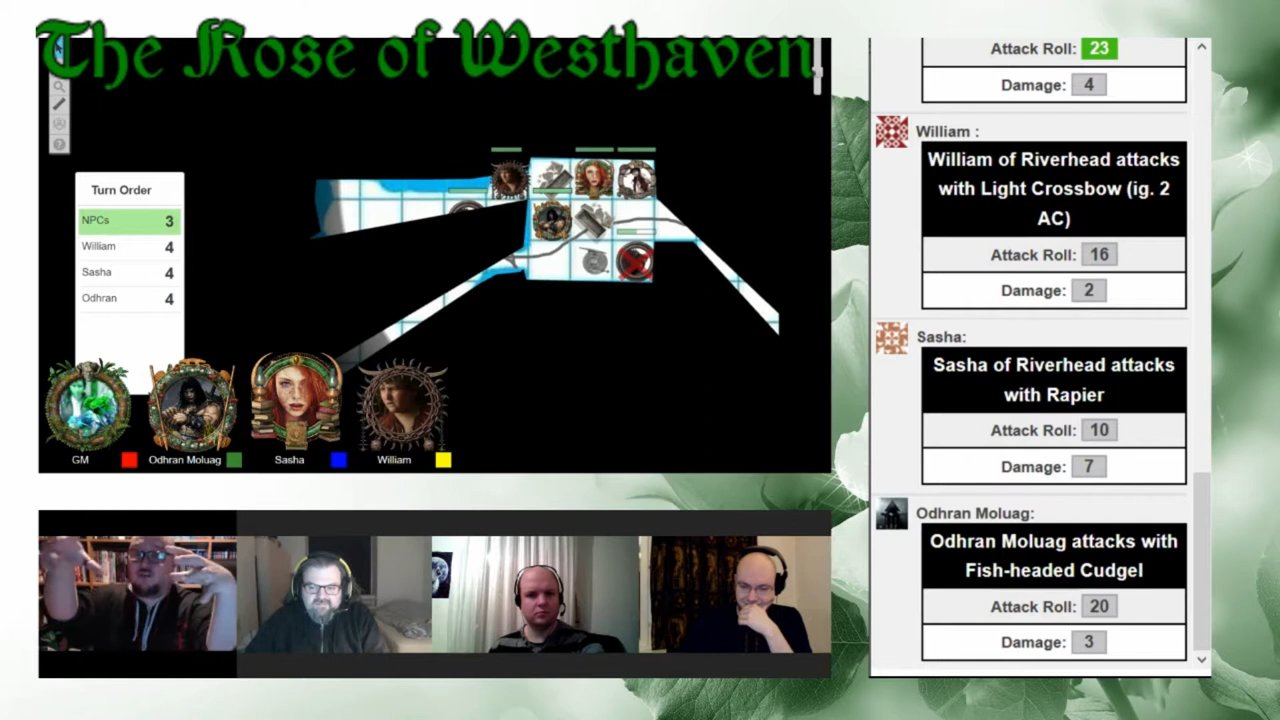 The Rose of Westhaven
Turn Order
NPCs 3
William 4
Sasha 4
Odhran 4
GM
Odhran Moluag
Sasha
William
Attack Roll: 23
Damage: 4
William :
William of Riverhead attacks
with Light Crossbow (ig. 2
AC)
Attack Roll: 16
Damage: 2
Sasha:
Sasha of Riverhead attacks
with Rapier
Attack Roll: 10
Damage: 7
Odhran Moluag:
Odhran Moluag attacks with
Fish-headed Cudgel
Attack Roll: 20
Damage: 3